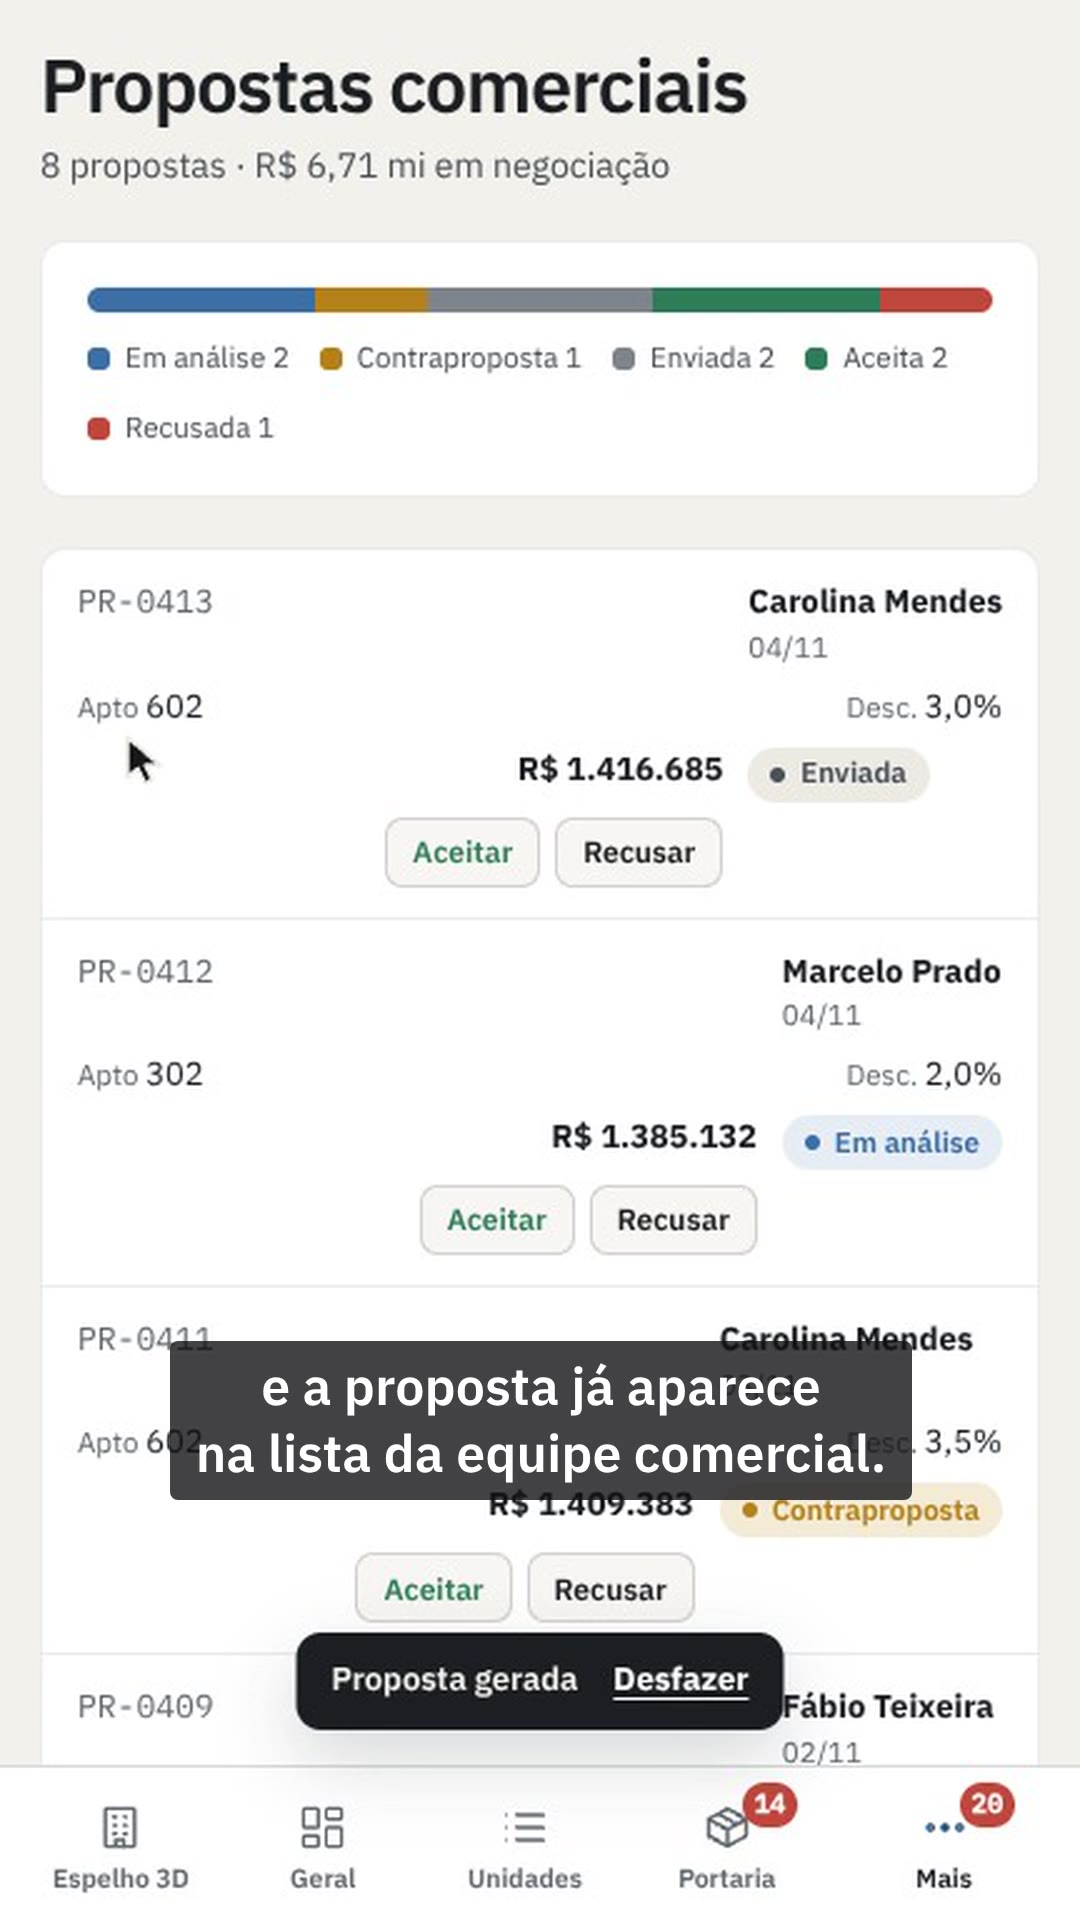 Propostas comerciais
8 propostas · R$ 6,71 mi em negociação
Em análise 2 Contraproposta 1 Enviada 2 Aceita 2
Recusada 1
PR-0413 Carolina Mendes
04/11
Apto 602 Desc. 3,0%
R$ 1.416.685 Enviada
Aceitar Recusar
PR-0412 Marcelo Prado
04/11
Apto 302 Desc. 2,0%
R$ 1.385.132 Em análise
Aceitar Recusar
PR-0411 Carolina Mendes
e a proposta já aparece
Apto 602 Desc. 3,5%
na lista da equipe comercial.
R$ 1.409.383 Contraproposta
Aceitar Recusar
Proposta gerada Desfazer
PR-0409 Fábio Teixeira
02/11
14 20
Espelho 3D Geral Unidades Portaria Mais